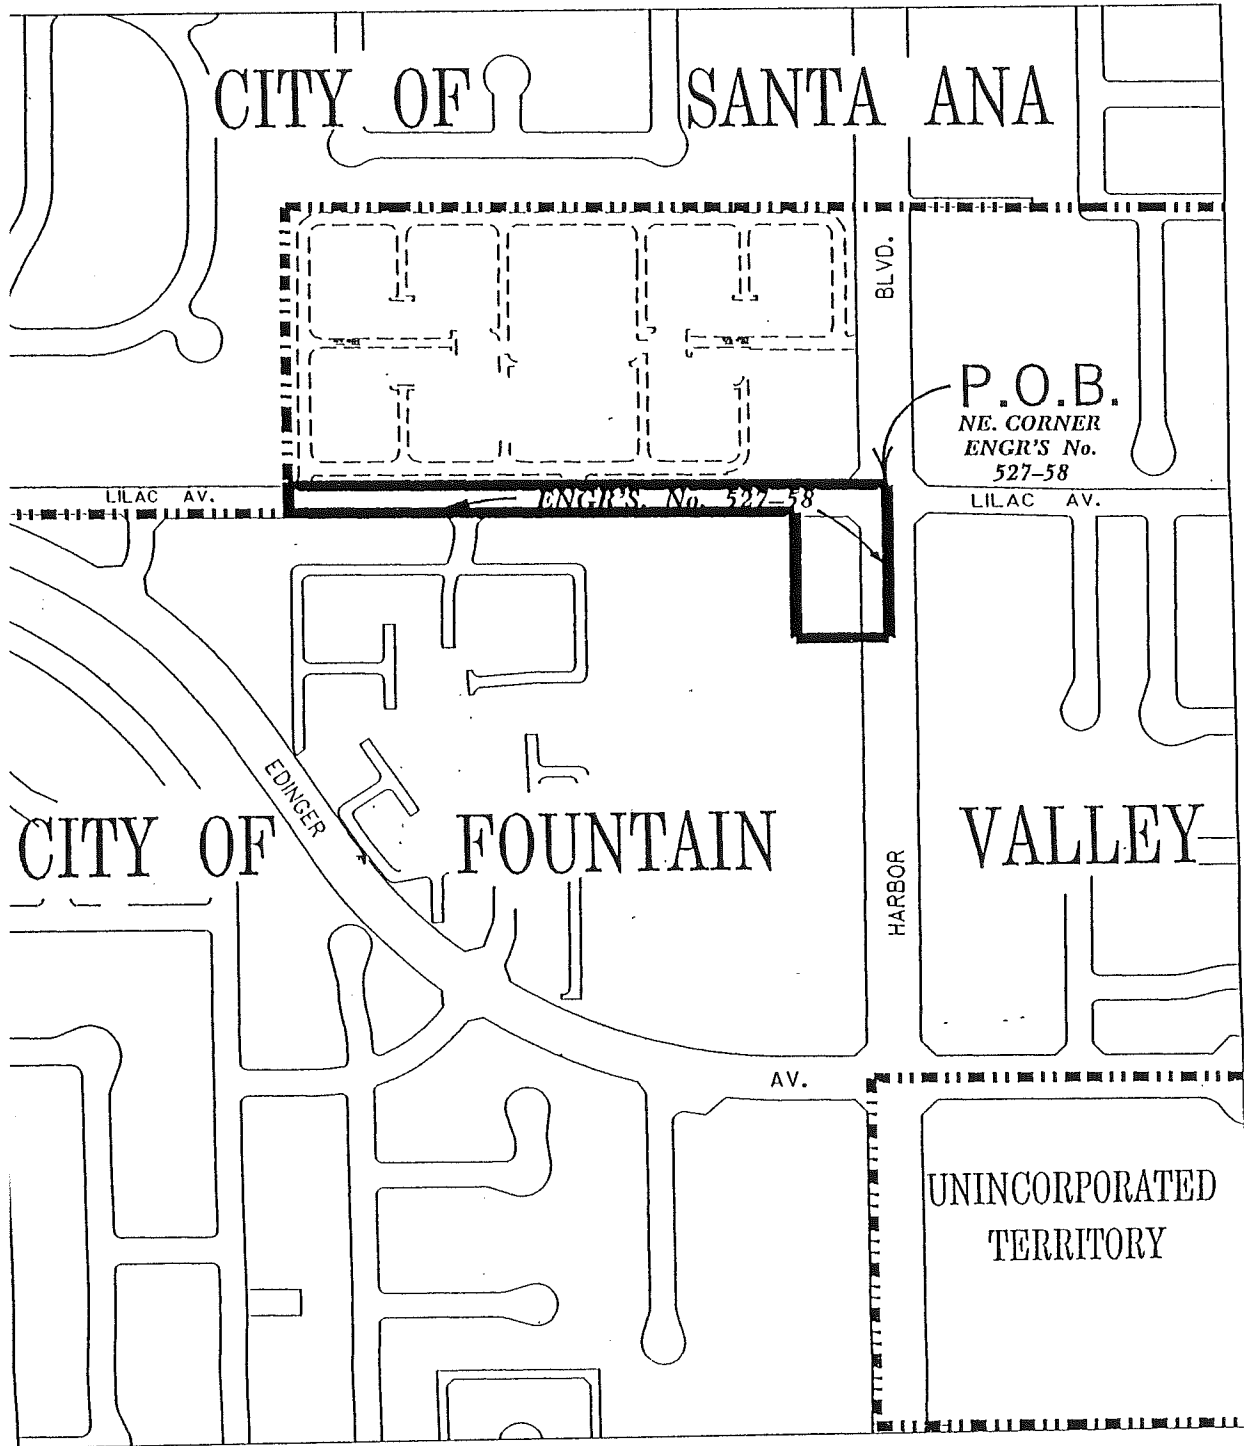 CITY OF SANTA ANA
BLVD.
P.O.B.
NE. CORNER
ENGR'S No.
527-58
LILAC AV.
ENGR'S. No. 527-58
LILAC AV.
EDINGER
CITY OF FOUNTAIN VALLEY
HARBOR
AV.
UNINCORPORATED
TERRITORY